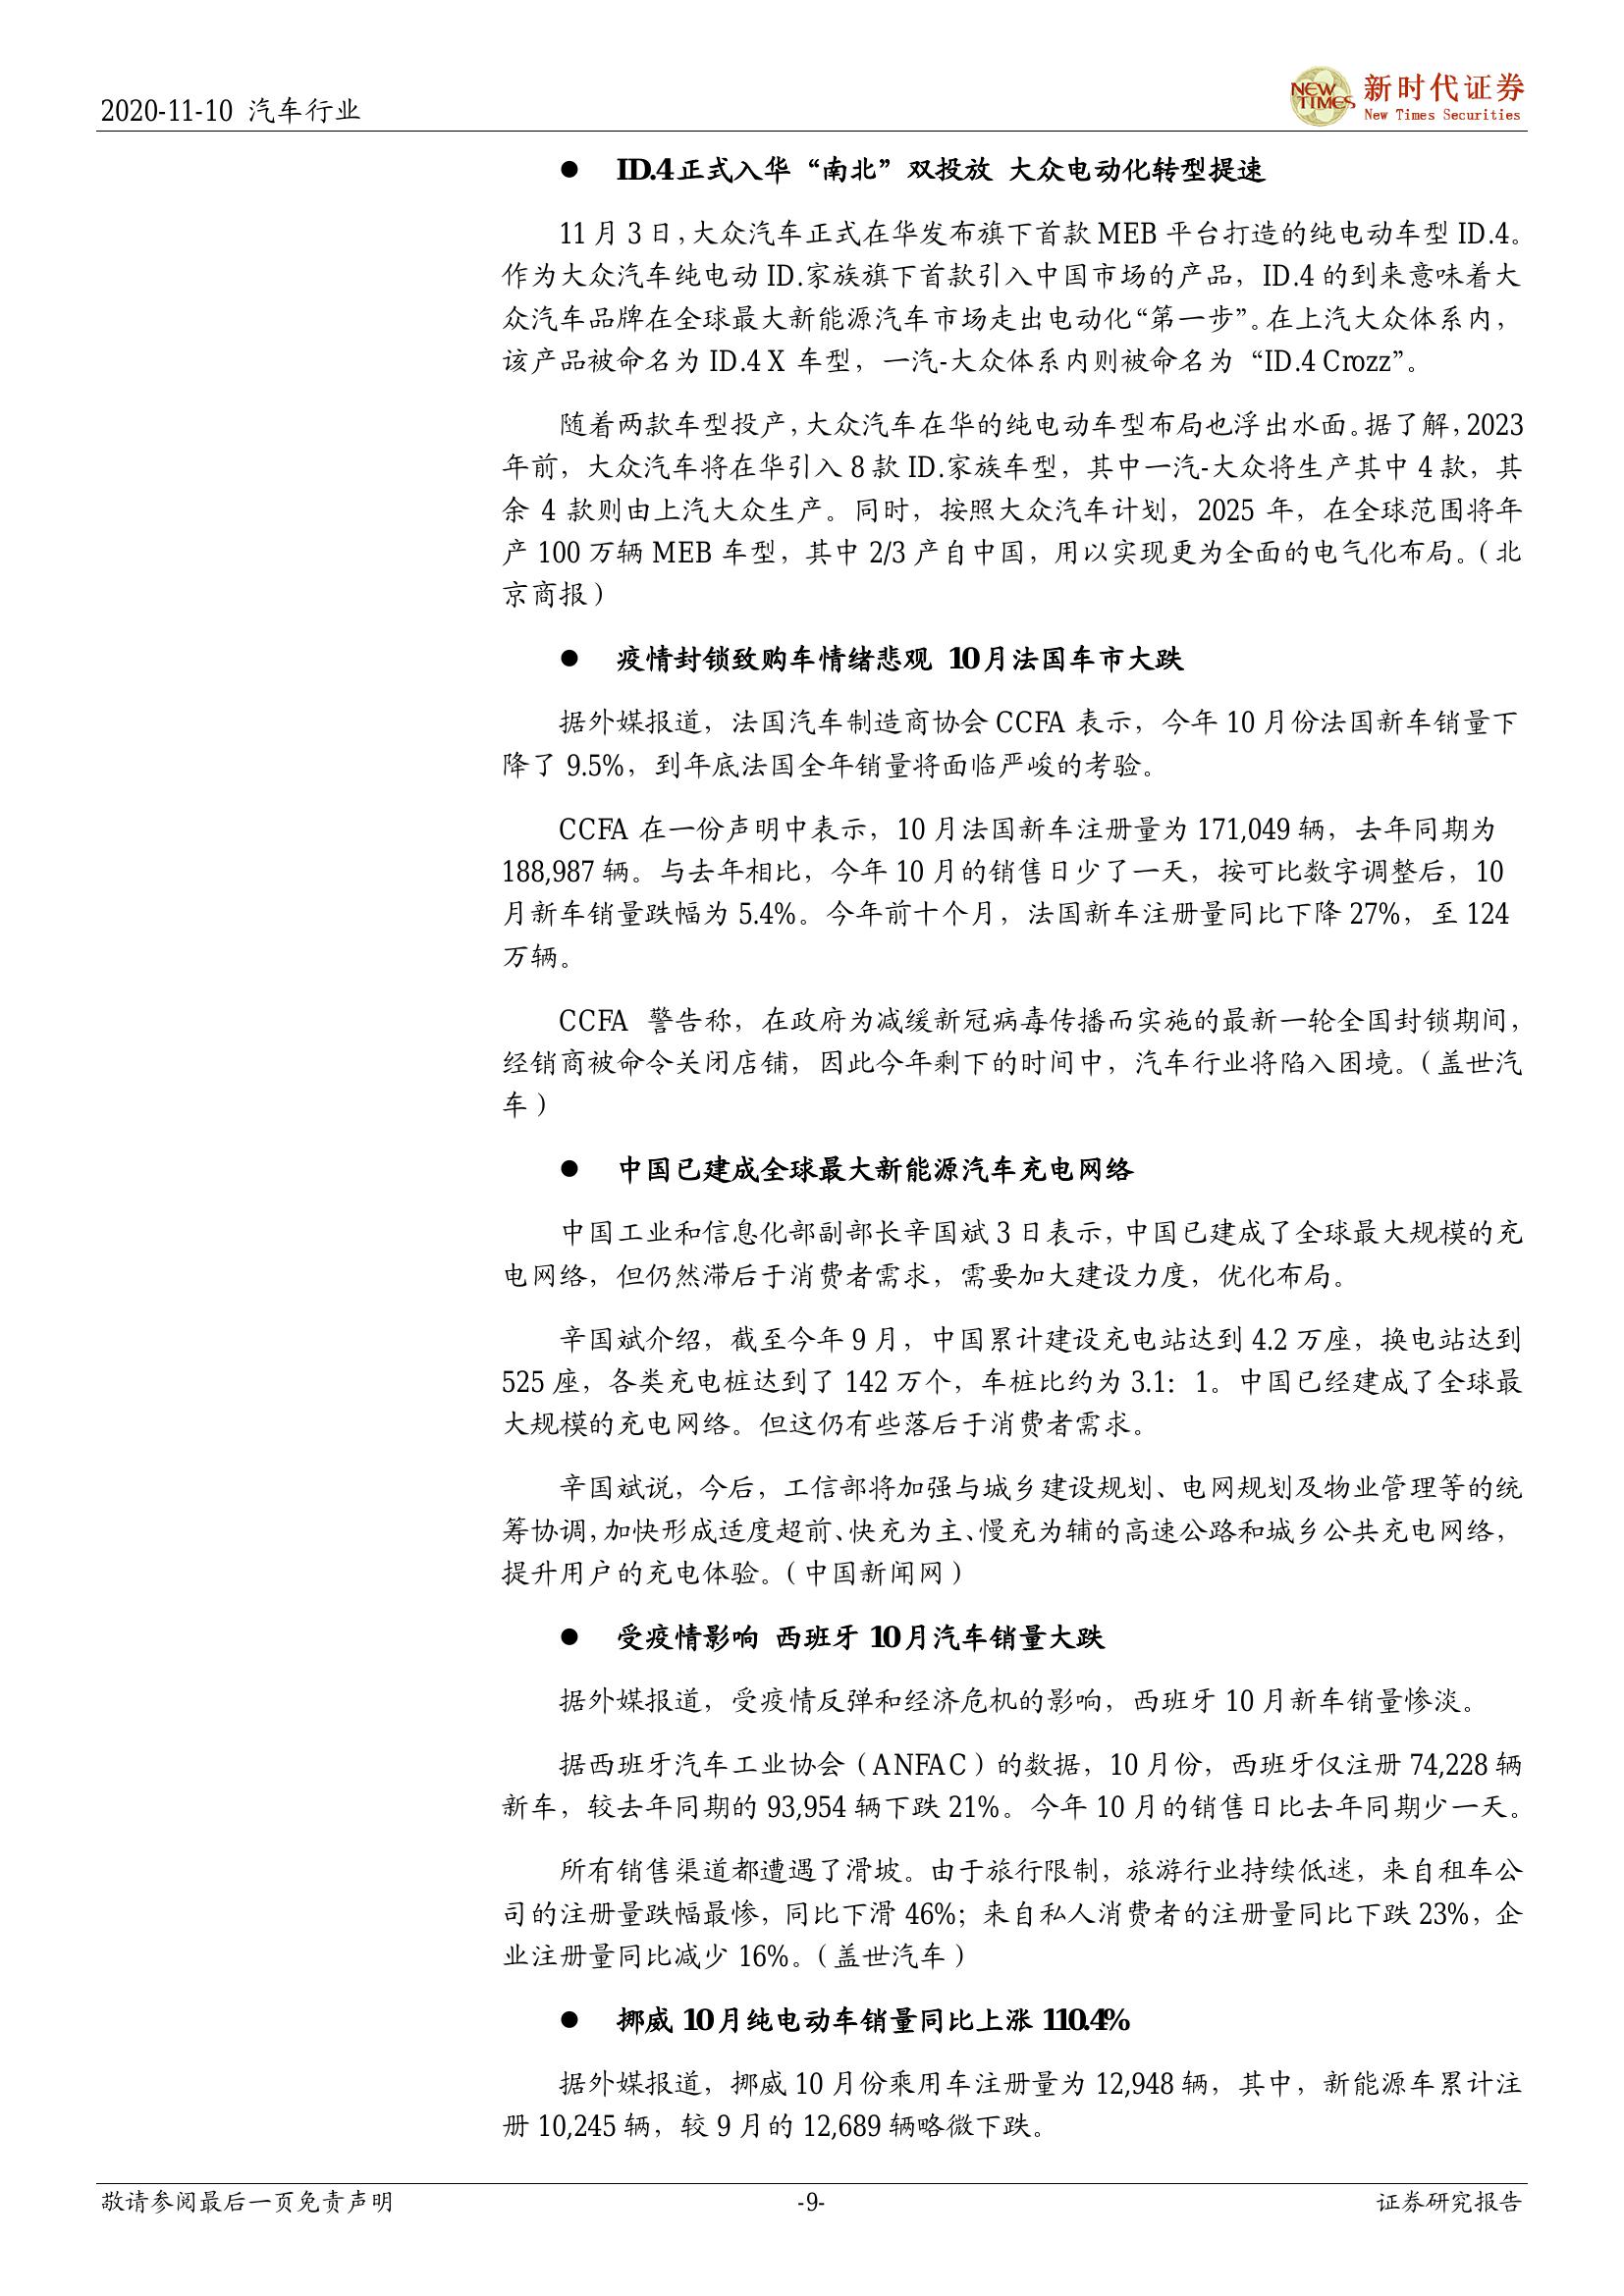 2020-11-10 汽车行业
NEW TIMES 新时代证券
New Times Securities
● ID.4 正式入华“南北”双投放 大众电动化转型提速
11 月 3 日，大众汽车正式在华发布旗下首款 MEB 平台打造的纯电动车型 ID.4。
作为大众汽车纯电动 ID.家族旗下首款引入中国市场的产品，ID.4 的到来意味着大
众汽车品牌在全球最大新能源汽车市场走出电动化“第一步”。在上汽大众体系内，
该产品被命名为 ID.4 X 车型，一汽-大众体系内则被命名为“ID.4 Crozz”。
随着两款车型投产，大众汽车在华的纯电动车型布局也浮出水面。据了解，2023
年前，大众汽车将在华引入 8 款 ID.家族车型，其中一汽-大众将生产其中 4 款，其
余 4 款则由上汽大众生产。同时，按照大众汽车计划，2025 年，在全球范围将年
产 100 万辆 MEB 车型，其中 2/3 产自中国，用以实现更为全面的电气化布局。（北
京商报）
● 疫情封锁致购车情绪悲观 10 月法国车市大跌
据外媒报道，法国汽车制造商协会 CCFA 表示，今年 10 月份法国新车销量下
降了 9.5%，到年底法国全年销量将面临严峻的考验。
CCFA 在一份声明中表示，10 月法国新车注册量为 171,049 辆，去年同期为
188,987 辆。与去年相比，今年 10 月的销售日少了一天，按可比数字调整后，10
月新车销量跌幅为 5.4%。今年前十个月，法国新车注册量同比下降 27%，至 124
万辆。
CCFA 警告称，在政府为减缓新冠病毒传播而实施的最新一轮全国封锁期间，
经销商被命令关闭店铺，因此今年剩下的时间中，汽车行业将陷入困境。（盖世汽
车）
● 中国已建成全球最大新能源汽车充电网络
中国工业和信息化部副部长辛国斌 3 日表示，中国已建成了全球最大规模的充
电网络，但仍然滞后于消费者需求，需要加大建设力度，优化布局。
辛国斌介绍，截至今年 9 月，中国累计建设充电站达到 4.2 万座，换电站达到
525 座，各类充电桩达到了 142 万个，车桩比约为 3.1：1。中国已经建成了全球最
大规模的充电网络。但这仍有些落后于消费者需求。
辛国斌说，今后，工信部将加强与城乡建设规划、电网规划及物业管理等的统
筹协调，加快形成适度超前、快充为主、慢充为辅的高速公路和城乡公共充电网络，
提升用户的充电体验。（中国新闻网）
● 受疫情影响 西班牙 10 月汽车销量大跌
据外媒报道，受疫情反弹和经济危机的影响，西班牙 10 月新车销量惨淡。
据西班牙汽车工业协会（ANFAC）的数据，10 月份，西班牙仅注册 74,228 辆
新车，较去年同期的 93,954 辆下跌 21%。今年 10 月的销售日比去年同期少一天。
所有销售渠道都遭遇了滑坡。由于旅行限制，旅游行业持续低迷，来自租车公
司的注册量跌幅最惨，同比下滑 46%；来自私人消费者的注册量同比下跌 23%，企
业注册量同比减少 16%。（盖世汽车）
● 挪威 10 月纯电动车销量同比上涨 110.4%
据外媒报道，挪威 10 月份乘用车注册量为 12,948 辆，其中，新能源车累计注
册 10,245 辆，较 9 月的 12,689 辆略微下跌。
敬请参阅最后一页免责声明 -9- 证券研究报告